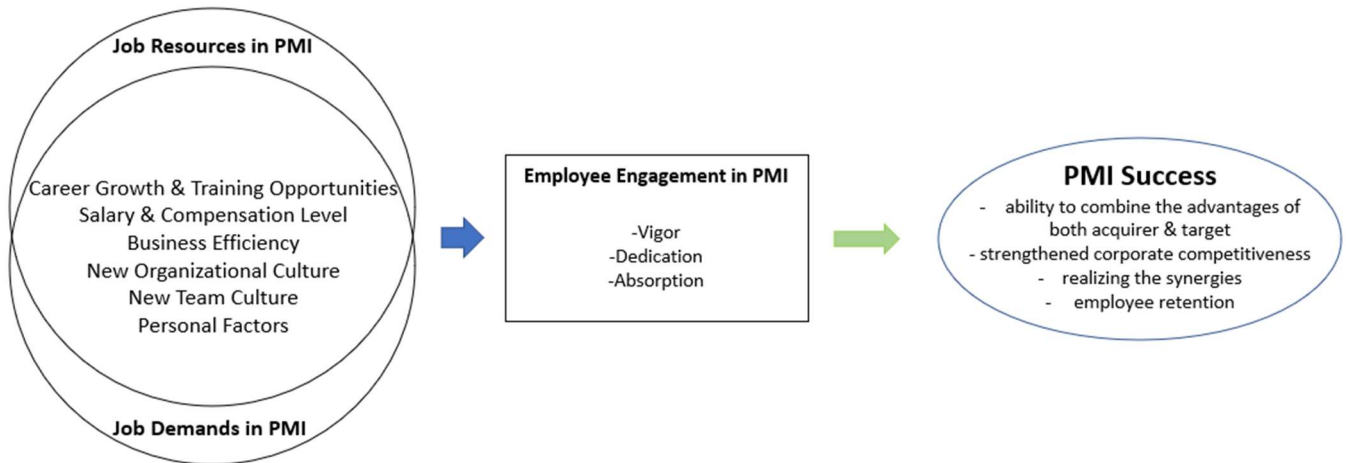 Job Resources in PMI
Career Growth & Training Opportunities
Salary & Compensation Level
Business Efficiency
New Organizational Culture
New Team Culture
Personal Factors
Job Demands in PMI
Employee Engagement in PMI
-Vigor
-Dedication
-Absorption
PMI Success
- ability to combine the advantages of
both acquirer & target
- strengthened corporate competitiveness
- realizing the synergies
- employee retention